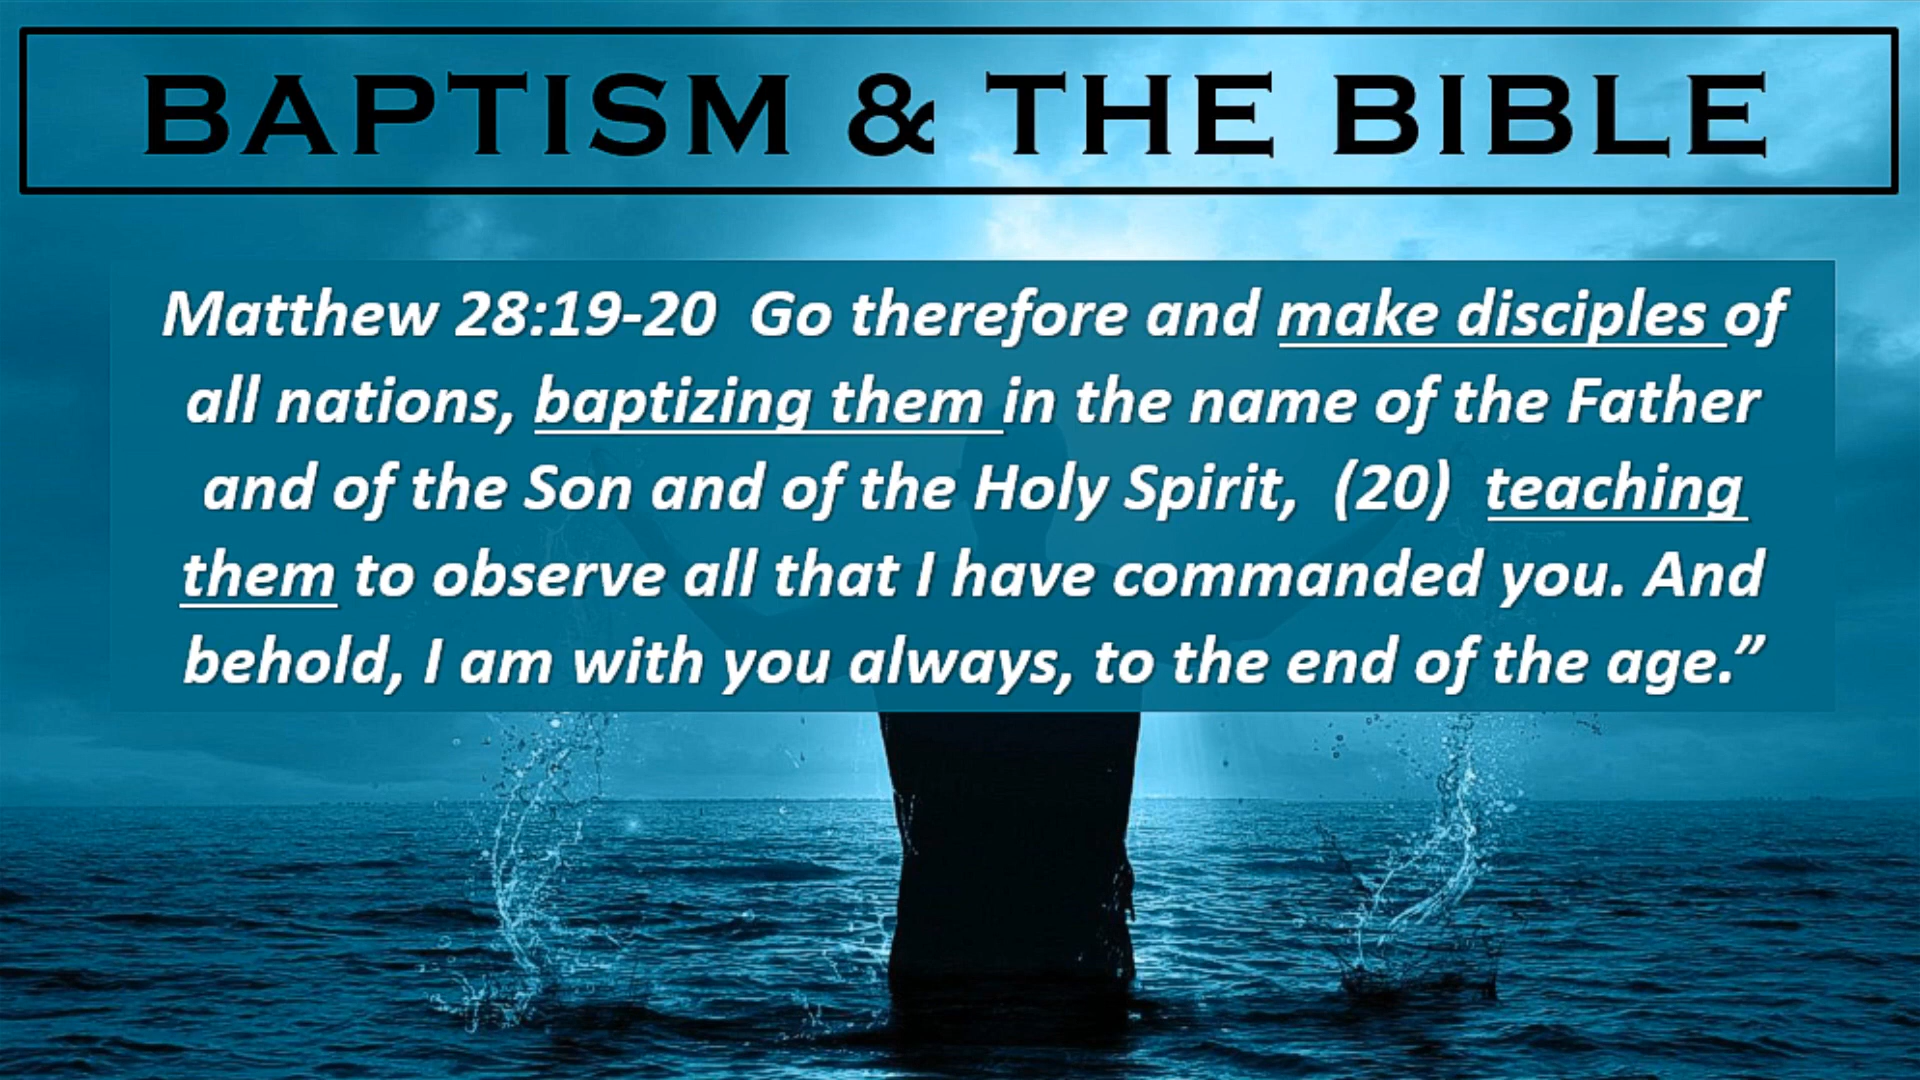 BAPTISM & THE BIBLE
Matthew 28:19-20 Go therefore and make disciples of
all nations, baptizing them in the name of the Father
and of the Son and of the Holy Spirit, (20) teaching
them to observe all that I have commanded you. And
behold, I am with you always, to the end of the age.”